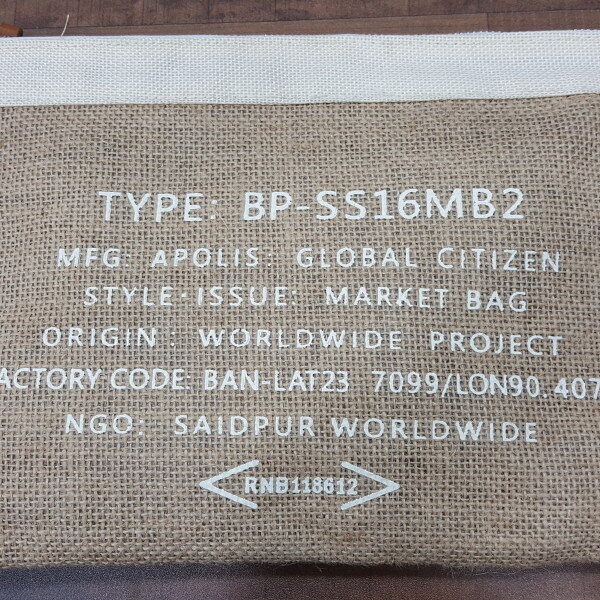 TYPE: BP-SS16MB2
MFG: APOLIS: GLOBAL CITIZEN
STYLE·ISSUE: MARKET BAG
ORIGIN: WORLDWIDE PROJECT
ACTORY CODE: BAN-LAT23 7099/LON90.407
NGO: SAIDPUR WORLDWIDE
RNB118612